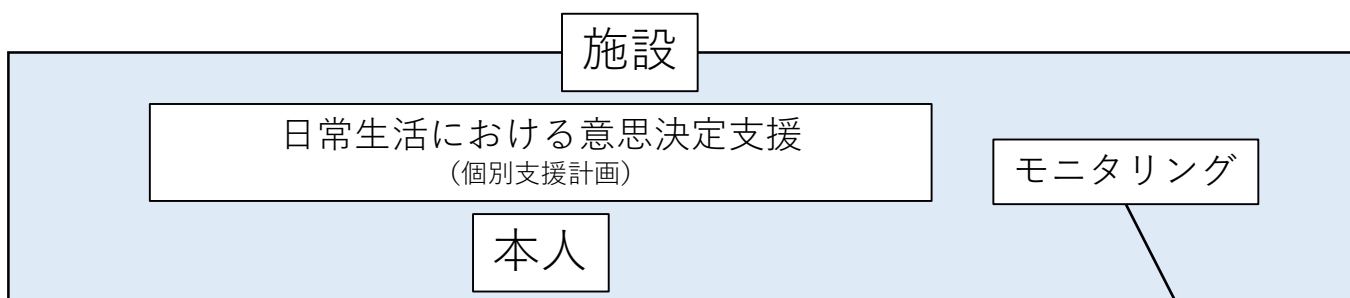 施設
日常生活における意思決定支援
（個別支援計画）
モニタリング
本人